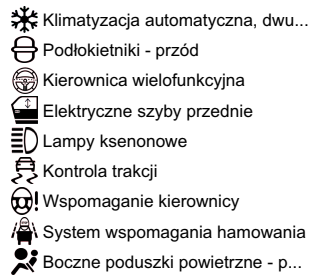 Klimatyzacja automatyczna, dwu...
Podłokietniki - przód
Kierownica wielofunkcyjna
Elektryczne szyby przednie
Lampy ksenonowe
Kontrola trakcji
Wspomaganie kierownicy
System wspomagania hamowania
Boczne poduszki powietrzne - p...